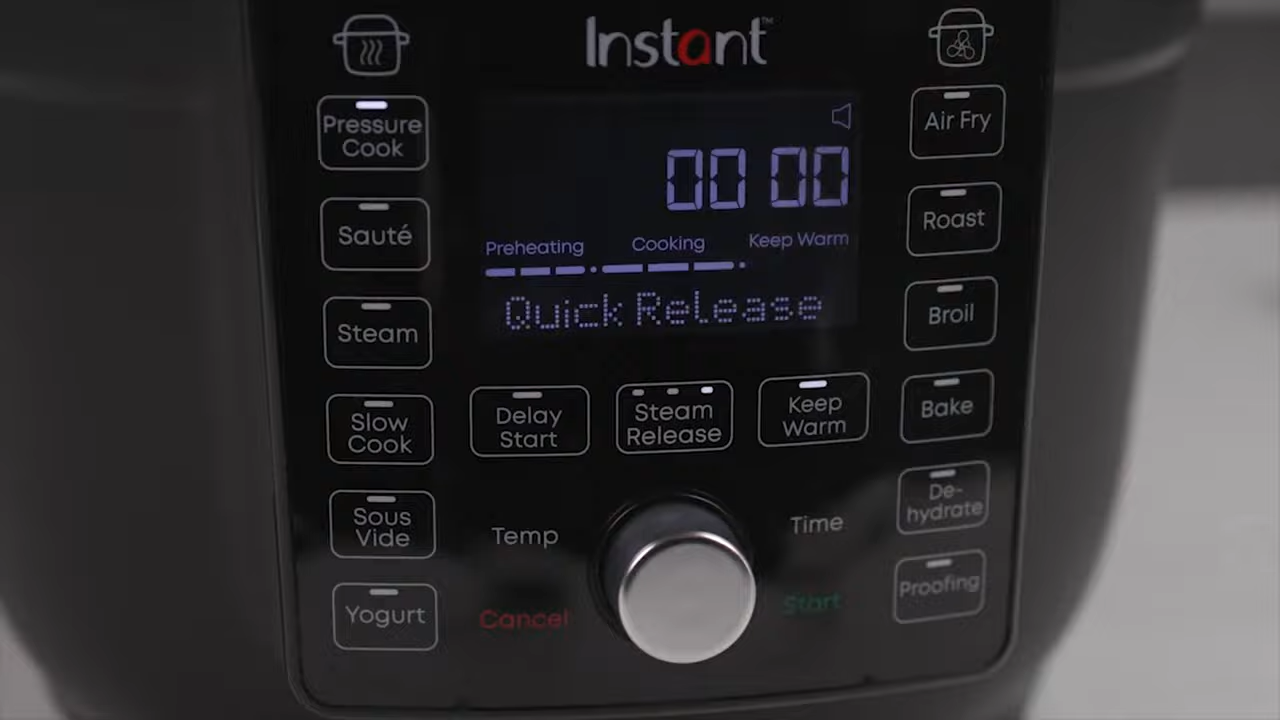 Instant™
Pressure
Cook
Sauté
Steam
Slow
Cook
Sous
Vide
Yogurt
00 00
Preheating Cooking Keep Warm
Quick Release
Delay
Start
Steam
Release
Keep
Warm
Temp
Time
Cancel
Start
Air Fry
Roast
Broil
Bake
De-
hydrate
Proofing